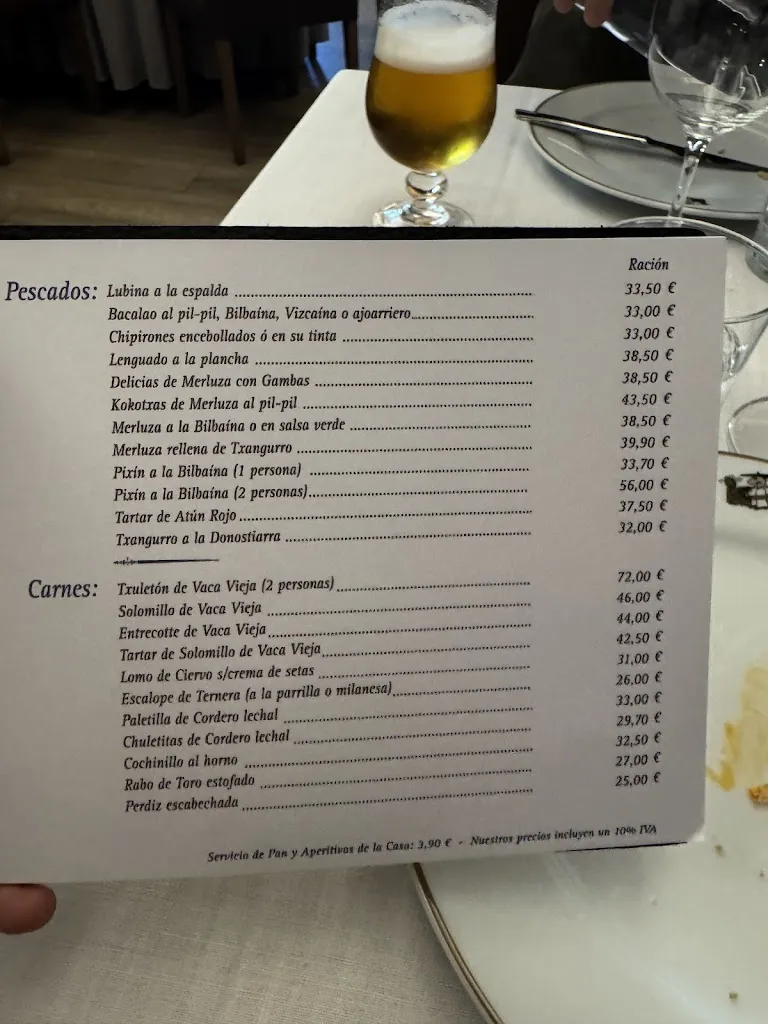 Ración
Pescados: Lubina a la espalda ........ 33,50 €
Bacalao al pil-pil, Bilbaína, Vizcaína o ajoarriero ........ 33,00 €
Chipirones encebollados ó en su tinta ........ 33,00 €
Lenguado a la plancha ........ 38,50 €
Delicias de Merluza con Gambas ........ 38,50 €
Kokotxas de Merluza al pil-pil ........ 43,50 €
Merluza a la Bilbaína o en salsa verde ........ 38,50 €
Merluza rellena de Txangurro ........ 39,90 €
Pixín a la Bilbaína (1 persona) ........ 33,70 €
Pixín a la Bilbaína (2 personas) ........ 56,00 €
Tartar de Atún Rojo ........ 37,50 €
Txangurro a la Donostiarra ........ 32,00 €
Carnes: Txuletón de Vaca Vieja (2 personas) ........ 72,00 €
Solomillo de Vaca Vieja ........ 46,00 €
Entrecotte de Vaca Vieja ........ 44,00 €
Tartar de Solomillo de Vaca Vieja ........ 42,50 €
Lomo de Ciervo s/crema de setas ........ 31,00 €
Escalope de Ternera (a la parrilla o milanesa) ........ 26,00 €
Paletilla de Cordero lechal ........ 33,00 €
Chuletitas de Cordero lechal ........ 29,70 €
Cochinillo al horno ........ 32,50 €
Rabo de Toro estofado ........ 27,00 €
Perdiz escabechada ........ 25,00 €
Servicio de Pan y Aperitivos de la Casa: 3,90 € - Nuestros precios incluyen un 10% IVA